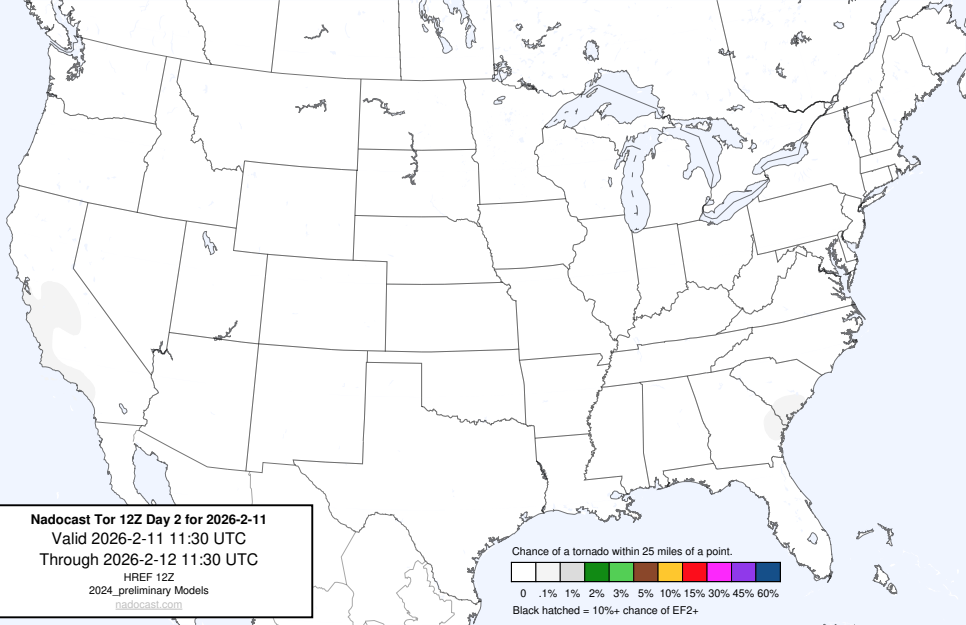 Nadocast Tor 12Z Day 2 for 2026-2-11
Valid 2026-2-11 11:30 UTC
Through 2026-2-12 11:30 UTC
HREF 12Z
2024_preliminary Models
nadocast.com
Chance of a tornado within 25 miles of a point.
0 .1% 1% 2% 3% 5% 10% 15% 30% 45% 60%
Black hatched = 10%+ chance of EF2+